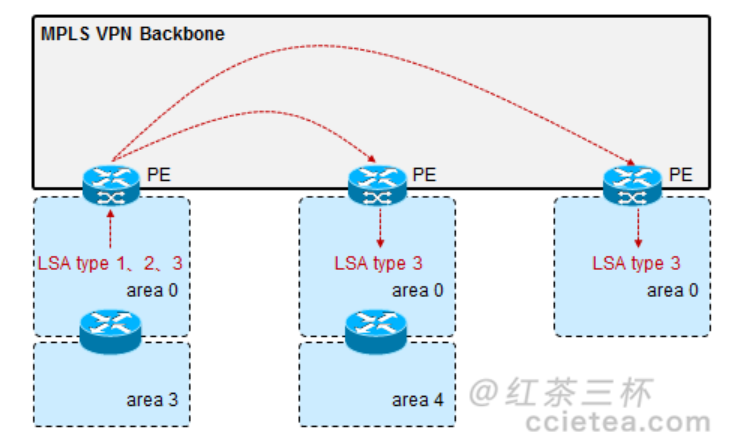 MPLS VPN Backbone
PE
PE
PE
LSA type 1、2、3
LSA type 3
LSA type 3
area 0
area 0
area 0
area 3
area 4
@红茶三杯
ccietea.com